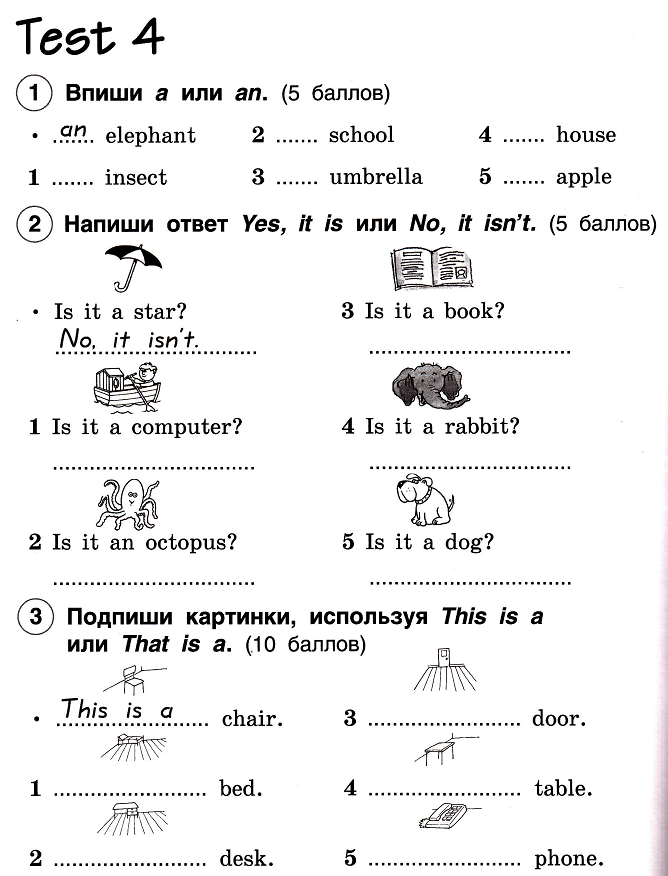 Test 4
1 Впиши a или an. (5 баллов)
• an elephant 2 ....... school 4 ....... house
1 ....... insect 3 ....... umbrella 5 ....... apple
2 Напиши ответ Yes, it is или No, it isn't. (5 баллов)
• Is it a star?
No, it isn't.
3 Is it a book?
1 Is it a computer?
4 Is it a rabbit?
2 Is it an octopus?
5 Is it a dog?
3 Подпиши картинки, используя This is a
или That is a. (10 баллов)
• This is a chair.
3 ....................... door.
1 ....................... bed.
4 ....................... table.
2 ....................... desk.
5 ....................... phone.